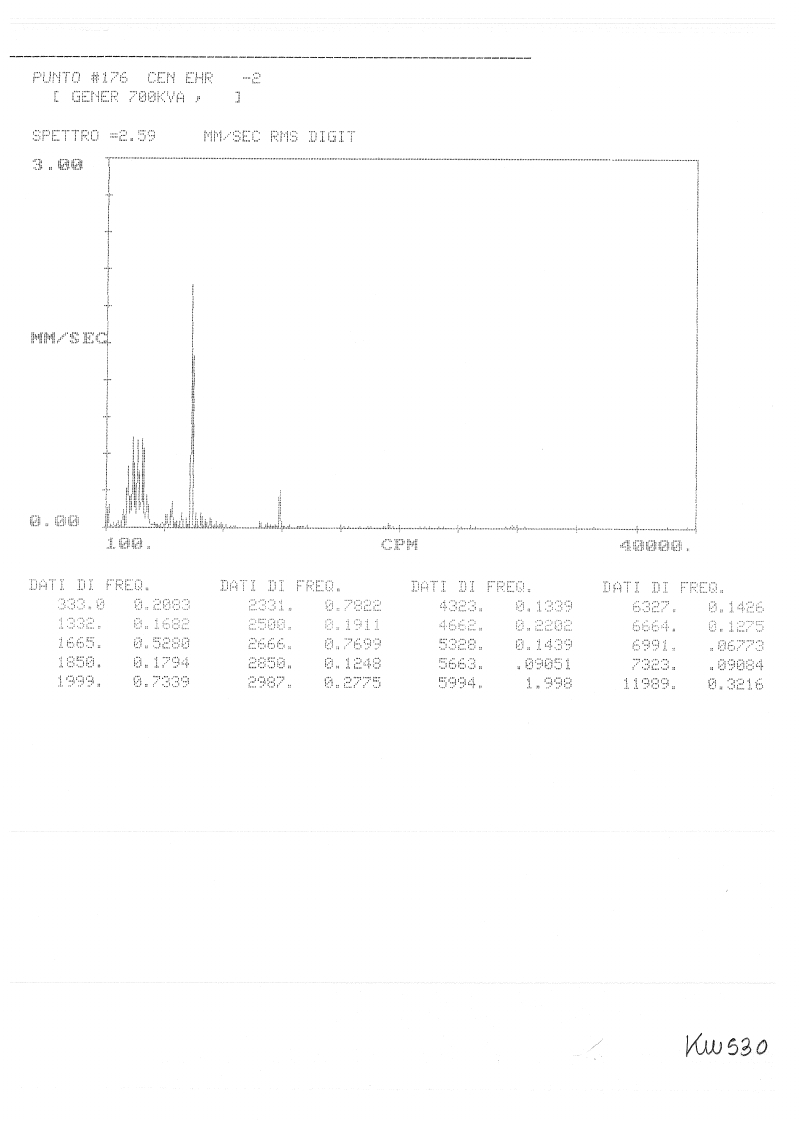 PUNTO #176 CEN EHR -2
[ GENER 700KVA , ]
SPETTRO =2.59 MM/SEC RMS DIGIT
3.00
MM/SEC
0.00
100. CPM 40000.
DATI DI FREQ. DATI DI FREQ. DATI DI FREQ. DATI DI FREQ.
333.0 0.2083 2331. 0.7822 4323. 0.1339 6327. 0.1426
1332. 0.1682 2500. 0.1911 4662. 0.2202 6664. 0.1275
1665. 0.5280 2666. 0.7699 5328. 0.1439 6991. .06773
1850. 0.1794 2850. 0.1248 5663. .09051 7323. .09084
1999. 0.7339 2987. 0.2775 5994. 1.998 11989. 0.3216
KW530